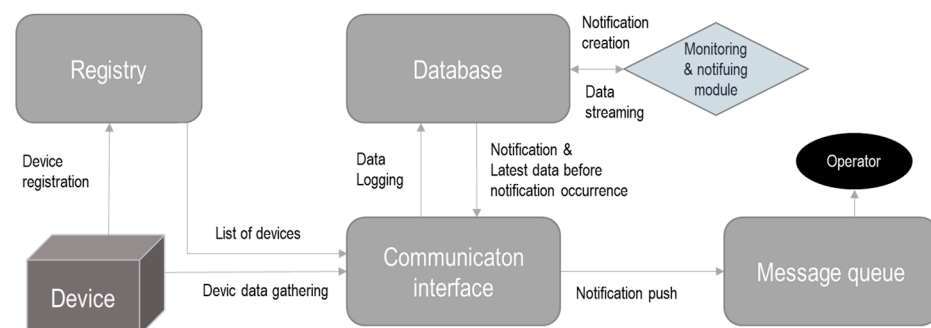 Registry
Database
Notification
creation
Data
streaming
Monitoring
& notifuing
module
Device
registration
Data
Logging
Notification &
Latest data before
notification occurrence
Operator
List of devices
Devic data gathering
Device
Communicaton
interface
Notification push
Message queue